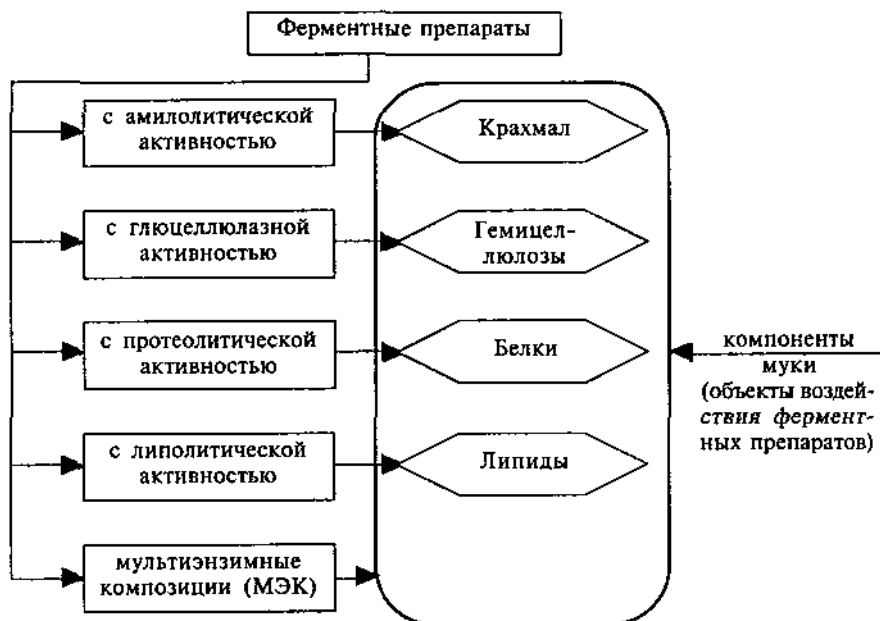 Ферментные препараты
с амилолитической
активностью
Крахмал
с глюцеллюлазной
активностью
Гемицел-
люлозы
с протеолитической
активностью
Белки
с липолитической
активностью
Липиды
мультиэнзимные
композиции (МЭК)
компоненты
муки
(объекты воздей-
ствия фермент-
ных препаратов)